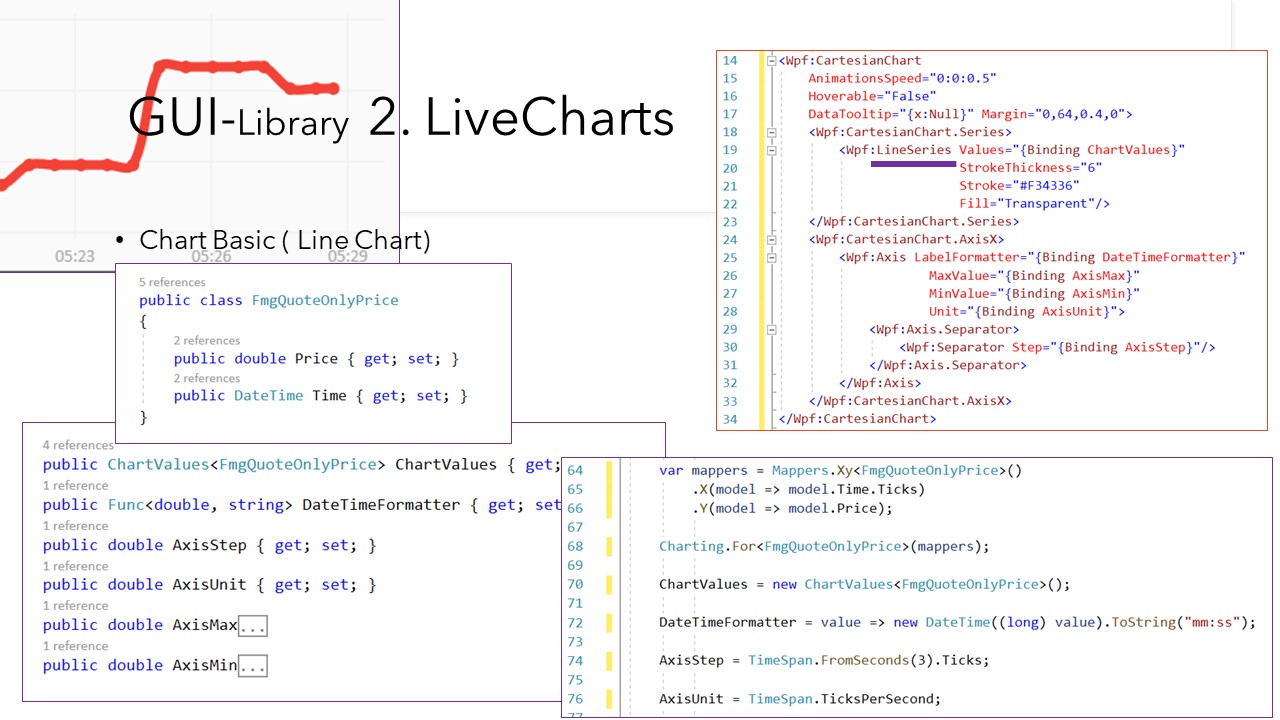 GUI-Library 2. LiveCharts
• Chart Basic ( Line Chart)
05:23 05:26 05:29
5 references
public class FmgQuoteOnlyPrice
{
2 references
public double Price { get; set; }
2 references
public DateTime Time { get; set; }
}
4 references
public ChartValues<FmgQuoteOnlyPrice> ChartValues { get;
1 reference
public Func<double, string> DateTimeFormatter { get; set
1 reference
public double AxisStep { get; set; }
1 reference
public double AxisUnit { get; set; }
1 reference
public double AxisMax...
1 reference
public double AxisMin...
14 <Wpf:CartesianChart
15 AnimationsSpeed="0:0:0.5"
16 Hoverable="False"
17 DataTooltip="{x:Null}" Margin="0,64,0.4,0">
18 <Wpf:CartesianChart.Series>
19 <Wpf:LineSeries Values="{Binding ChartValues}"
20 StrokeThickness="6"
21 Stroke="#F34336"
22 Fill="Transparent"/>
23 </Wpf:CartesianChart.Series>
24 <Wpf:CartesianChart.AxisX>
25 <Wpf:Axis LabelFormatter="{Binding DateTimeFormatter}"
26 MaxValue="{Binding AxisMax}"
27 MinValue="{Binding AxisMin}"
28 Unit="{Binding AxisUnit}">
29 <Wpf:Axis.Separator>
30 <Wpf:Separator Step="{Binding AxisStep}"/>
31 </Wpf:Axis.Separator>
32 </Wpf:Axis>
33 </Wpf:CartesianChart.AxisX>
34 </Wpf:CartesianChart>
64 var mappers = Mappers.Xy<FmgQuoteOnlyPrice>()
65 .X(model => model.Time.Ticks)
66 .Y(model => model.Price);
67
68 Charting.For<FmgQuoteOnlyPrice>(mappers);
69
70 ChartValues = new ChartValues<FmgQuoteOnlyPrice>();
71
72 DateTimeFormatter = value => new DateTime((long) value).ToString("mm:ss");
73
74 AxisStep = TimeSpan.FromSeconds(3).Ticks;
75
76 AxisUnit = TimeSpan.TicksPerSecond;
77